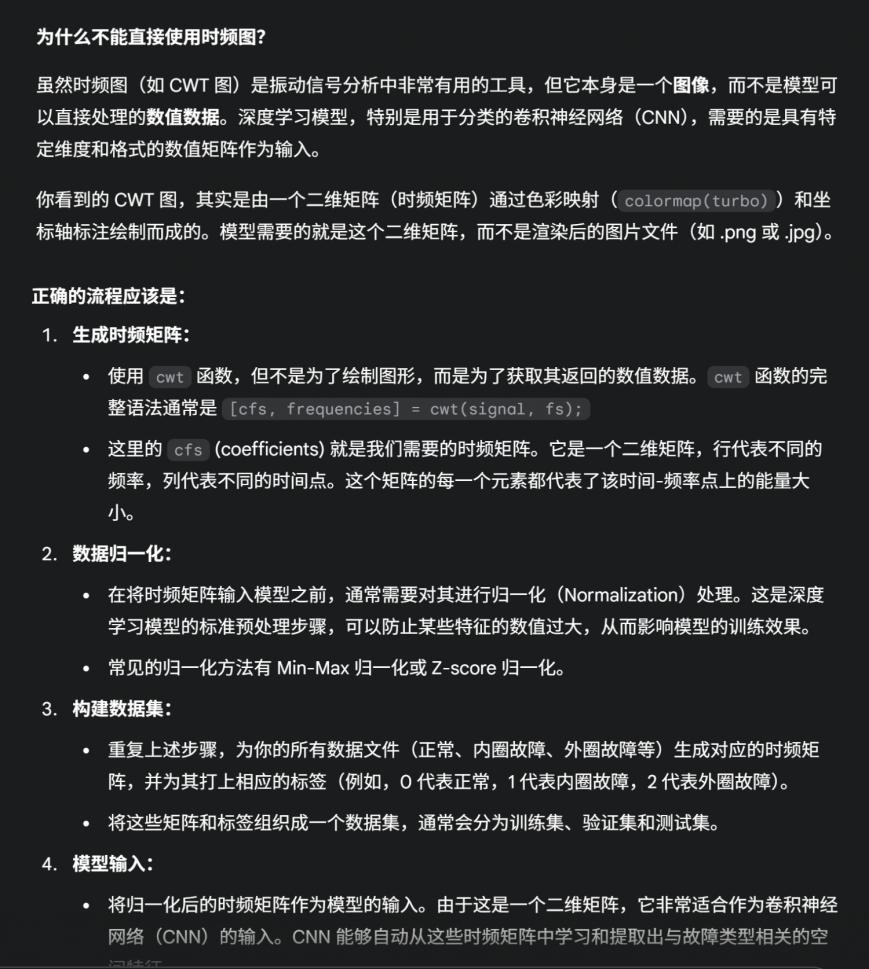 为什么不能直接使用时频图?
虽然时频图（如 CWT 图）是振动信号分析中非常有用的工具，但它本身是一个图像，而不是模型可
以直接处理的数值数据。深度学习模型，特别是用于分类的卷积神经网络（CNN），需要的是具有特
定维度和格式的数值矩阵作为输入。
你看到的 CWT 图，其实是由一个二维矩阵（时频矩阵）通过色彩映射（colormap(turbo)）和坐
标轴标注绘制而成的。模型需要的就是这个二维矩阵，而不是渲染后的图片文件（如 .png 或 .jpg）。
正确的流程应该是：
1. 生成时频矩阵：
• 使用 cwt 函数，但不是为了绘制图形，而是为了获取其返回的数值数据。cwt 函数的完
整语法通常是 [cfs, frequencies] = cwt(signal, fs);
• 这里的 cfs (coefficients) 就是我们需要的时频矩阵。它是一个二维矩阵，行代表不同的
频率，列代表不同的时间点。这个矩阵的每一个元素都代表了该时间-频率点上的能量大
小。
2. 数据归一化：
• 在将时频矩阵输入模型之前，通常需要对其进行归一化（Normalization）处理。这是深度
学习模型的标准预处理步骤，可以防止某些特征的数值过大，从而影响模型的训练效果。
• 常见的归一化方法有 Min-Max 归一化或 Z-score 归一化。
3. 构建数据集：
• 重复上述步骤，为你的所有数据文件（正常、内圈故障、外圈故障等）生成对应的时频矩
阵，并为其打上相应的标签（例如，0 代表正常，1 代表内圈故障，2 代表外圈故障）。
• 将这些矩阵和标签组织成一个数据集，通常会分为训练集、验证集和测试集。
4. 模型输入：
• 将归一化后的时频矩阵作为模型的输入。由于这是一个二维矩阵，它非常适合作为卷积神经
网络（CNN）的输入。CNN 能够自动从这些时频矩阵中学习和提取出与故障类型相关的空
间特征